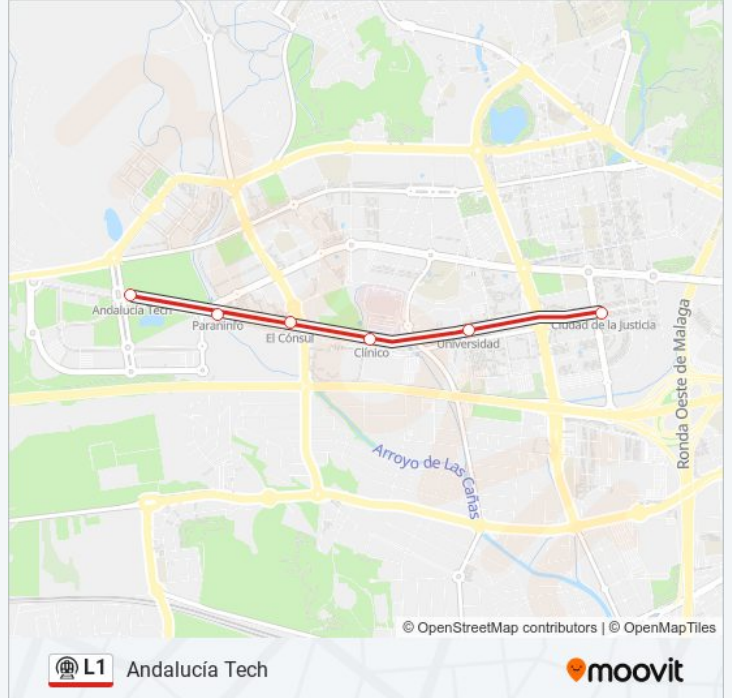 Andalucía Tech
Paraninfo
El Cónsul
Clínico
Universidad
Ciudad de la Justicia
Ronda Oeste de Malaga
Arroyo de Las Cañas
© OpenStreetMap contributors | © OpenMapTiles
L1 Andalucía Tech
moovit